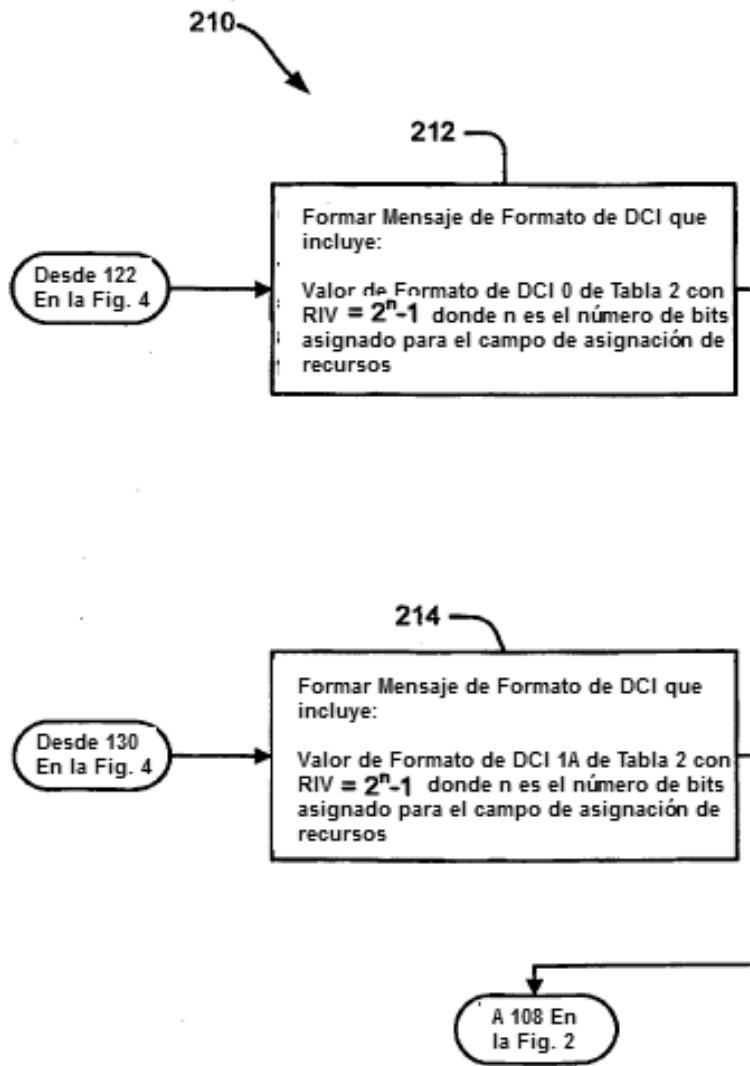 210
212
Formar Mensaje de Formato de DCI que
incluye:
Valor de Formato de DCI 0 de Tabla 2 con
RIV = 2ⁿ-1 donde n es el número de bits
asignado para el campo de asignación de
recursos
Desde 122
En la Fig. 4
214
Formar Mensaje de Formato de DCI que
incluye:
Valor de Formato de DCI 1A de Tabla 2 con
RIV = 2ⁿ-1 donde n es el número de bits
asignado para el campo de asignación de
recursos
Desde 130
En la Fig. 4
A 108 En
la Fig. 2